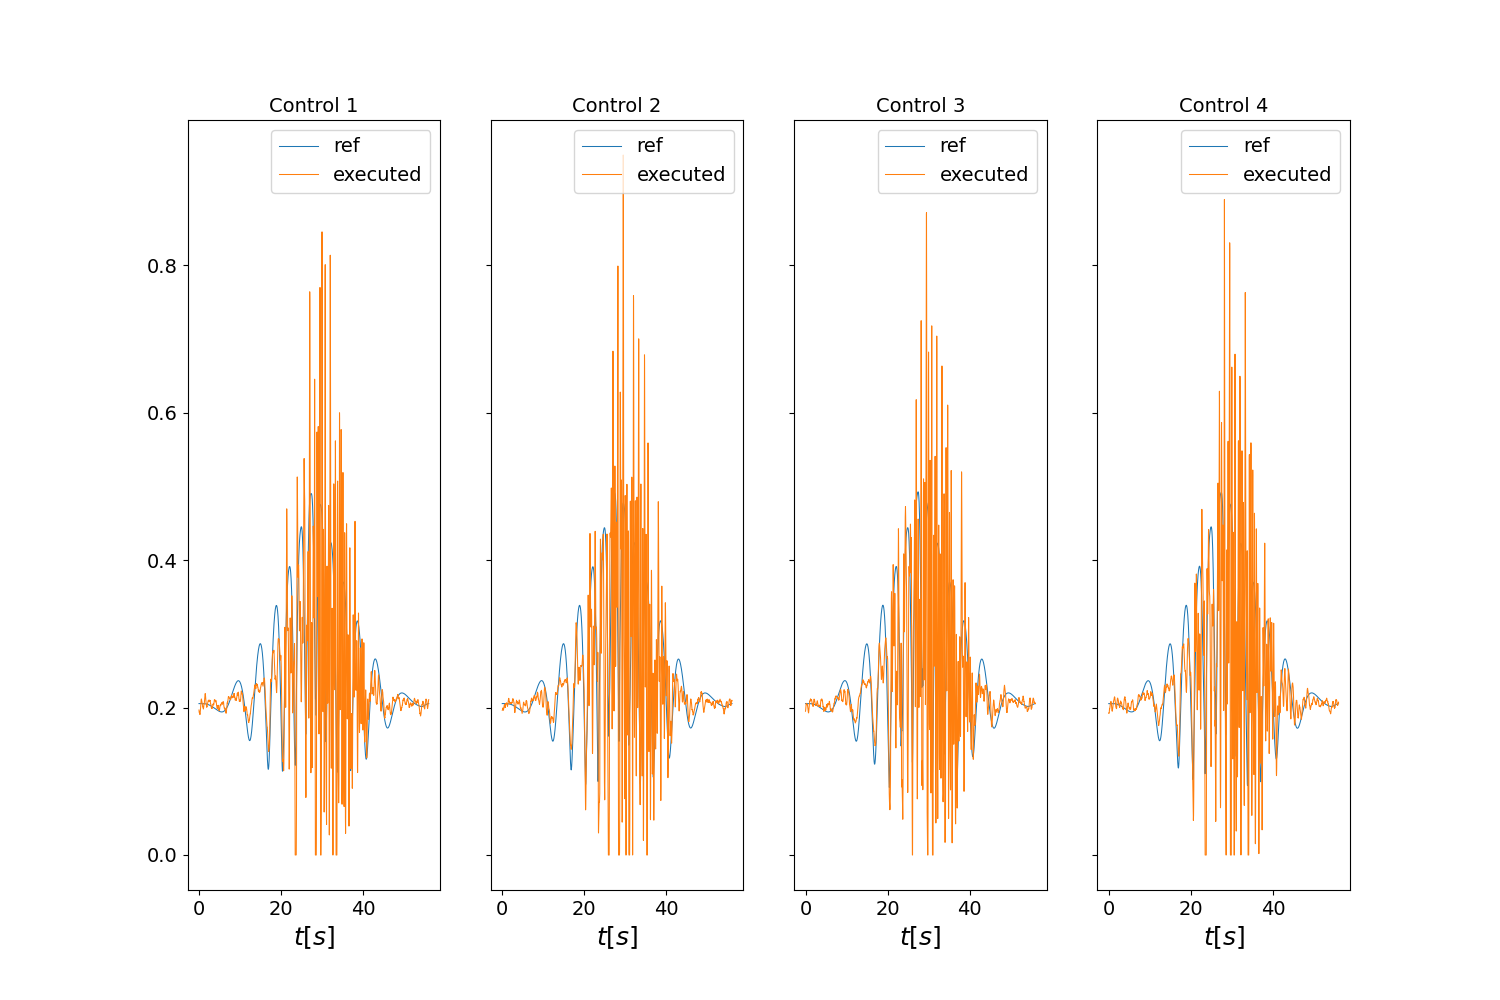 Control 1
Control 2
Control 3
Control 4
ref
executed
ref
executed
ref
executed
ref
executed
0.8
0.6
0.4
0.2
0.0
0 20 40
0 20 40
0 20 40
0 20 40
t[s]
t[s]
t[s]
t[s]